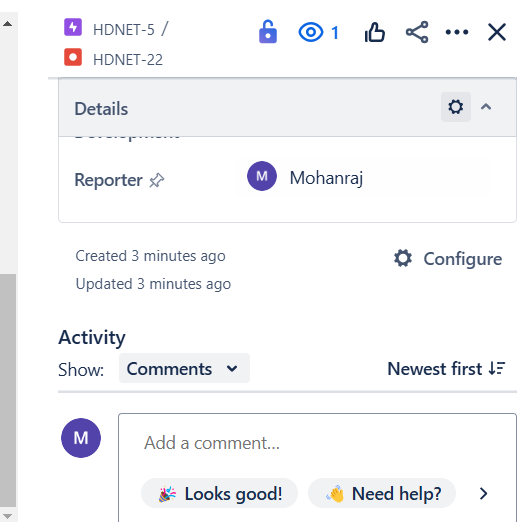 HDNET-5 /
1
HDNET-22
Details
Development
Reporter
M
Mohanraj
Created 3 minutes ago
Configure
Updated 3 minutes ago
Activity
Show: Comments
Newest first
M
Add a comment...
🎉 Looks good!
👋 Need help?